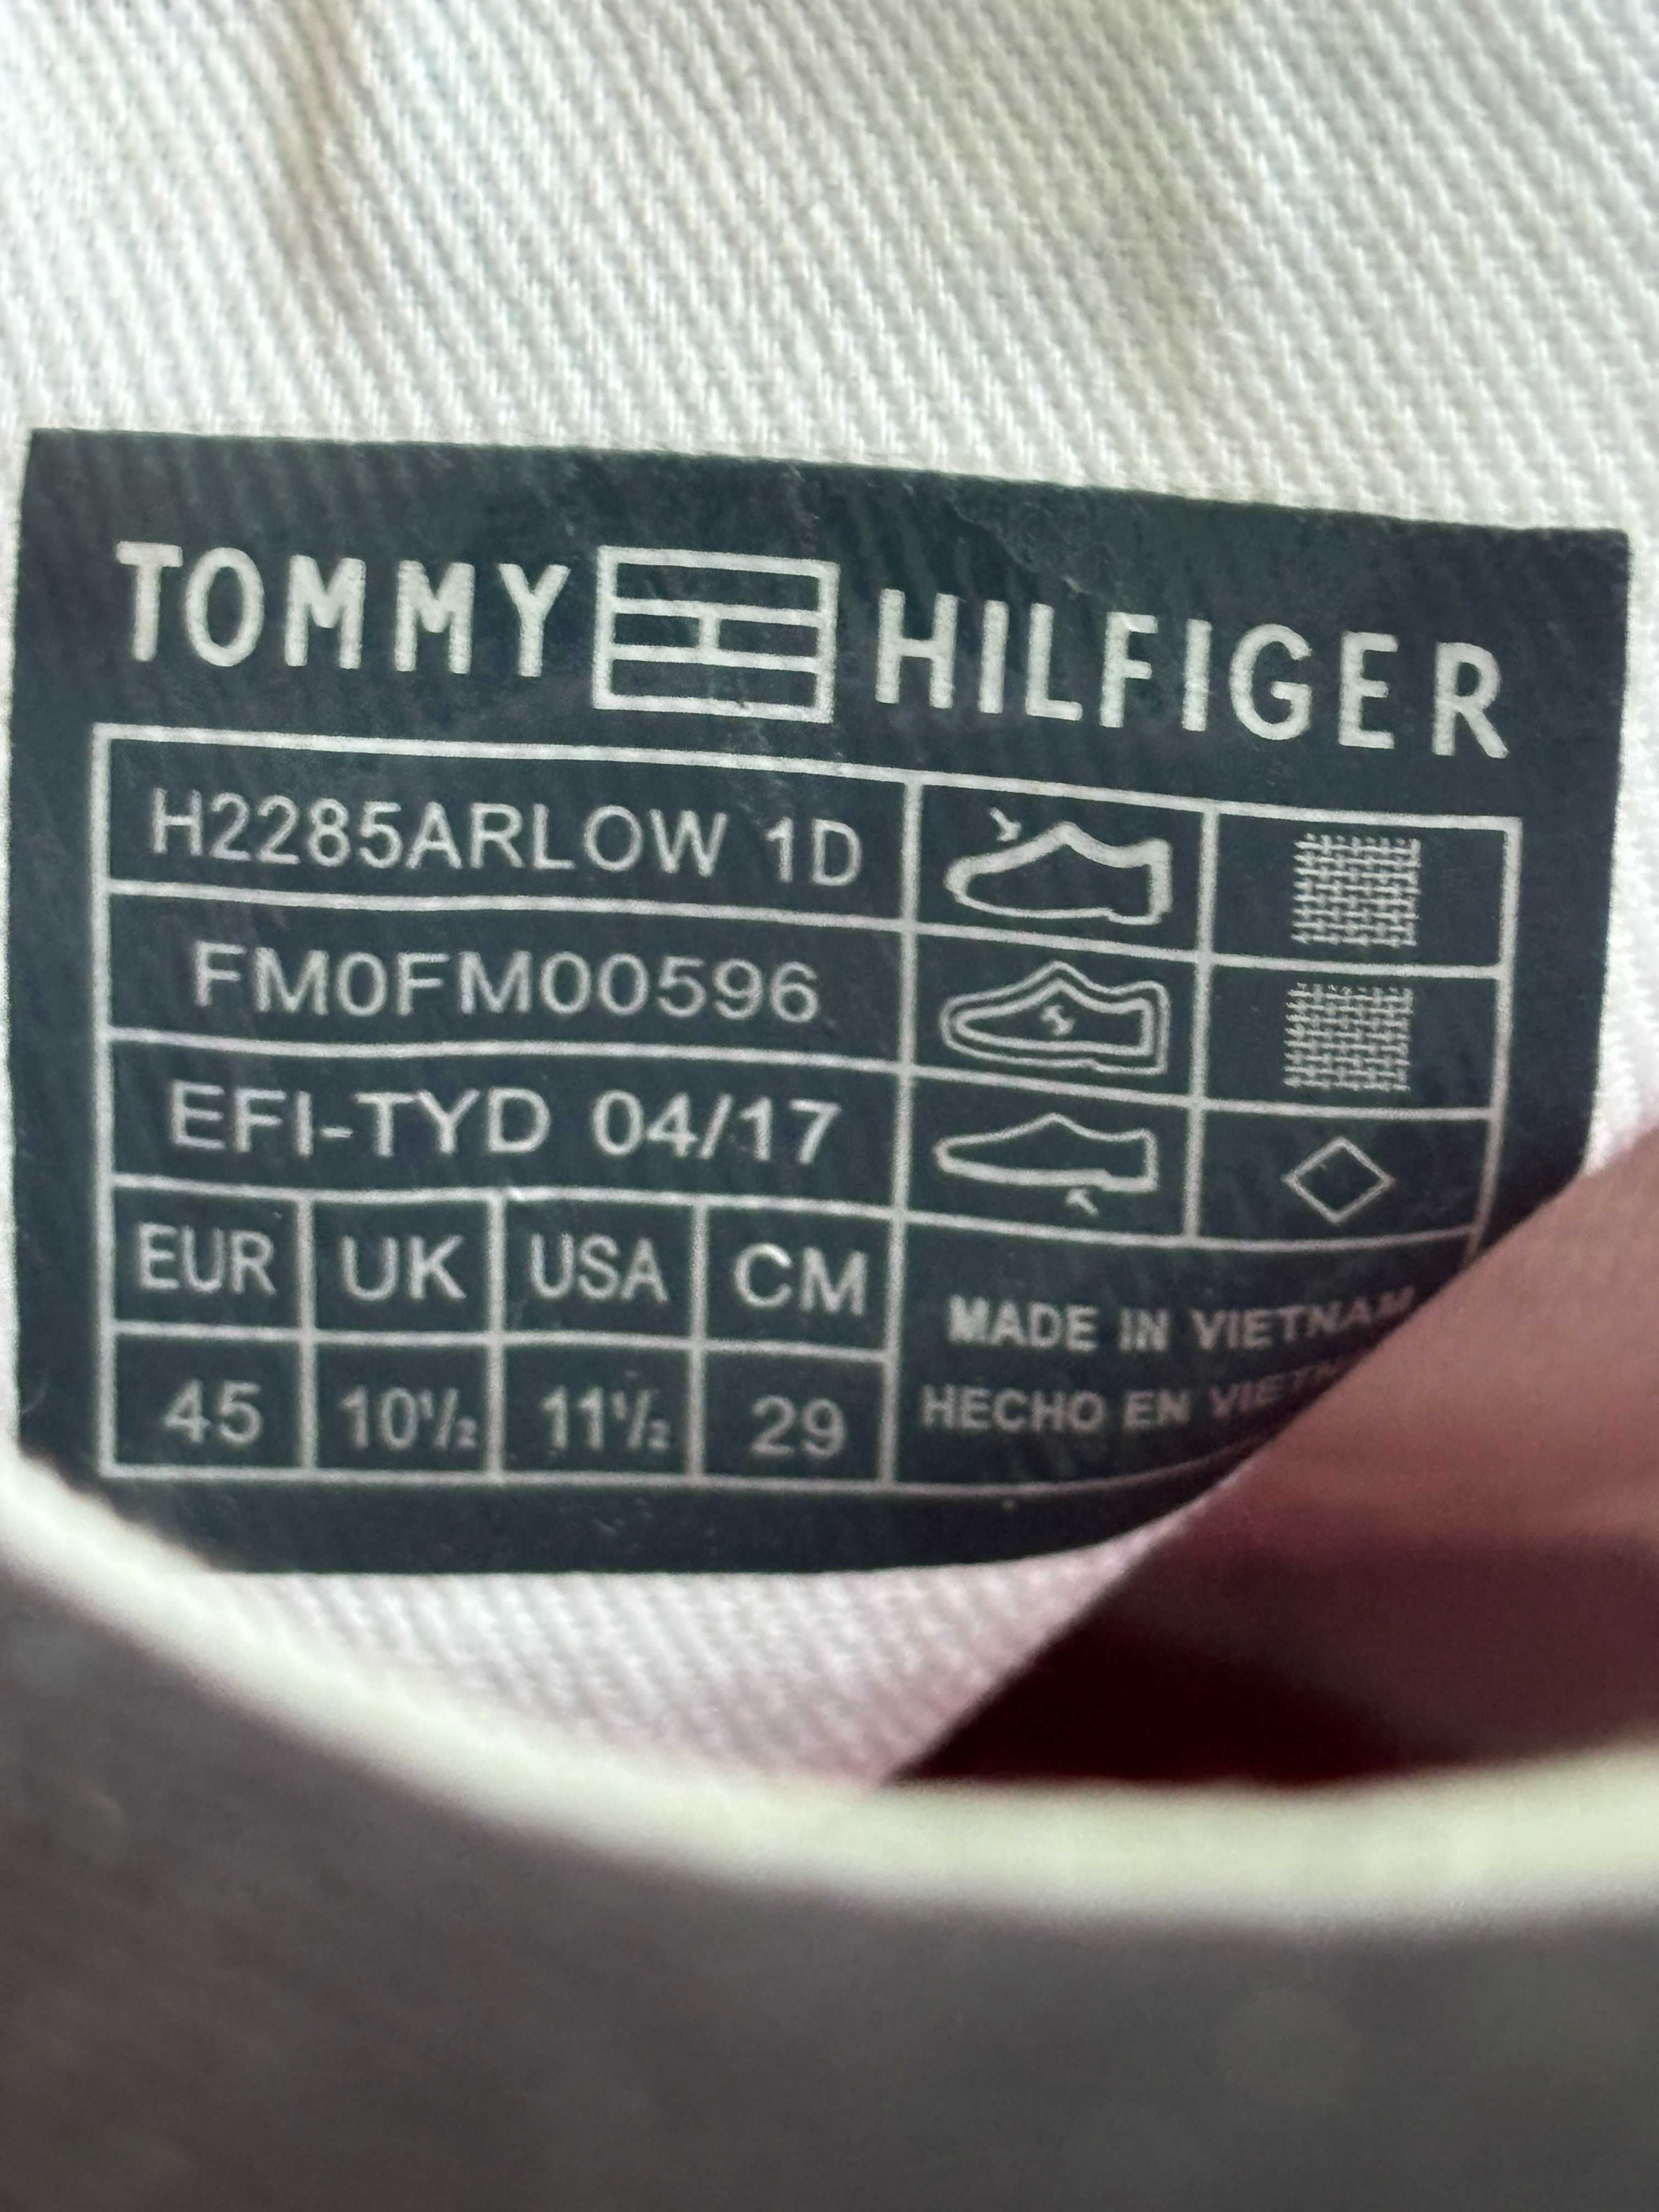 TOMMY HILFIGER
H2285ARLOW 1D
FM0FM00596
EFI-TYD 04/17
EUR UK USA CM
45 10½ 11½ 29
MADE IN VIETNAM
HECHO EN